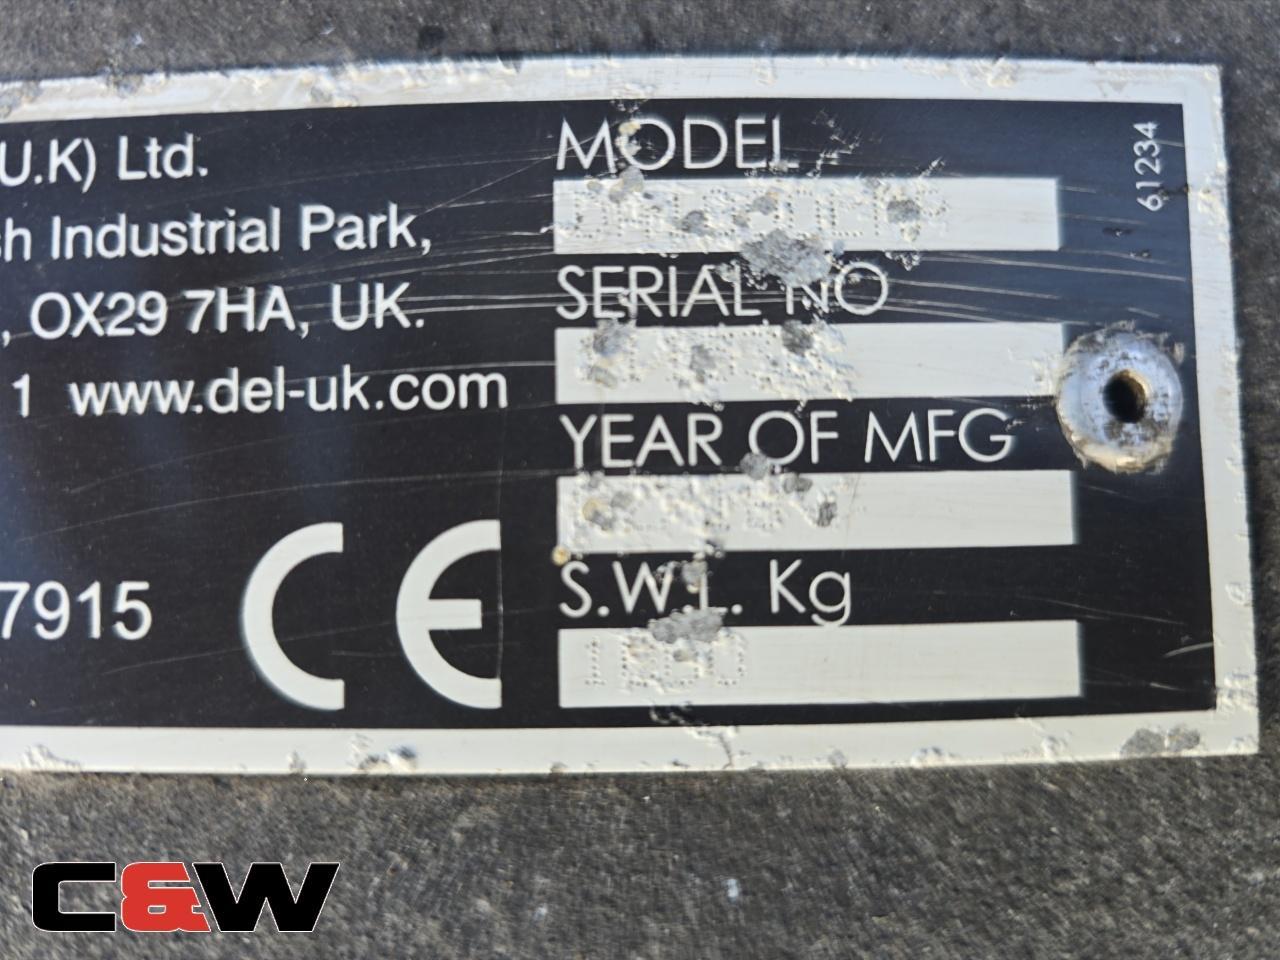 U.K) Ltd.
sh Industrial Park,
, OX29 7HA, UK.
1 www.del-uk.com
7915
CE
MODEL
SERIAL NO
YEAR OF MFG
S.W.L. Kg
61234
C&W